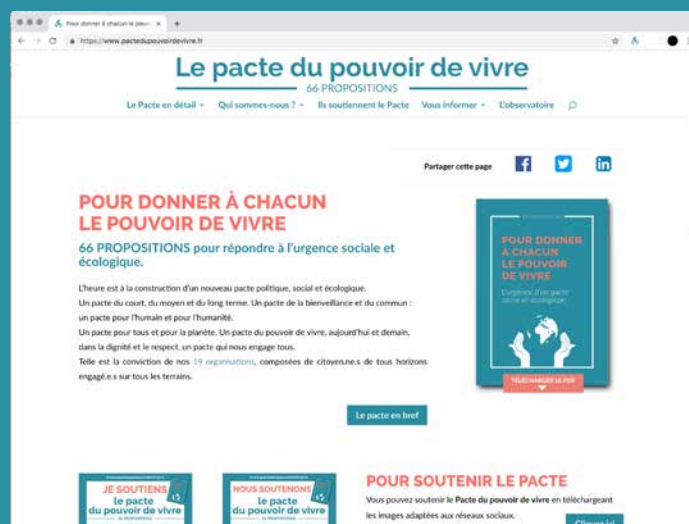 Pour donner à chacun le pouvoir
https://www.pactedupouvoirdevivre.fr
Le pacte du pouvoir de vivre
66 PROPOSITIONS
Le Pacte en détail
Qui sommes-nous ?
Ils soutiennent le Pacte
Vous informer
L'observatoire
Partager cette page
POUR DONNER À CHACUN
LE POUVOIR DE VIVRE
66 PROPOSITIONS pour répondre à l'urgence sociale et
écologique.
L'heure est à la construction d'un nouveau pacte politique, social et écologique.
Un pacte du court, du moyen et du long terme. Un pacte de la bienveillance et du commun :
un pacte pour l'humain et pour l'humanité.
Un pacte pour tous et pour la planète. Un pacte du pouvoir de vivre, aujourd'hui et demain,
dans la dignité et le respect, un pacte qui nous engage tous.
Telle est la conviction de nos 19 organisations, composées de citoyen.ne.s de tous horizons
engagé.e.s sur tous les terrains.
Le pacte en bref
POUR DONNER
À CHACUN
LE POUVOIR
DE VIVRE
L'urgence d'un pacte
social et écologique
TÉLÉCHARGER LE PDF
JE SOUTIENS
le pacte
du pouvoir de vivre
NOUS SOUTENONS
le pacte
du pouvoir de vivre
POUR SOUTENIR LE PACTE
Vous pouvez soutenir le Pacte du pouvoir de vivre en téléchargeant
les images adaptées aux réseaux sociaux.
Cliquez ici